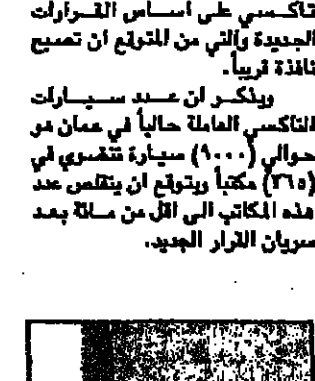 تاكسي على اساس القرارات
الجديدة والتي من المتوقع ان تصبح
نافذة قريباً.
ويذكر ان عدد سيارات
التاكسي العاملة حالياً في عمان هو
حوالي (٩٠٠٠) سيارة تنضوي في
(٣٦٥) مكتباً ويتوقع ان يتقلص عدد
هذه المكاتب الى اقل من مائة بعد
سريان القرار الجديد.